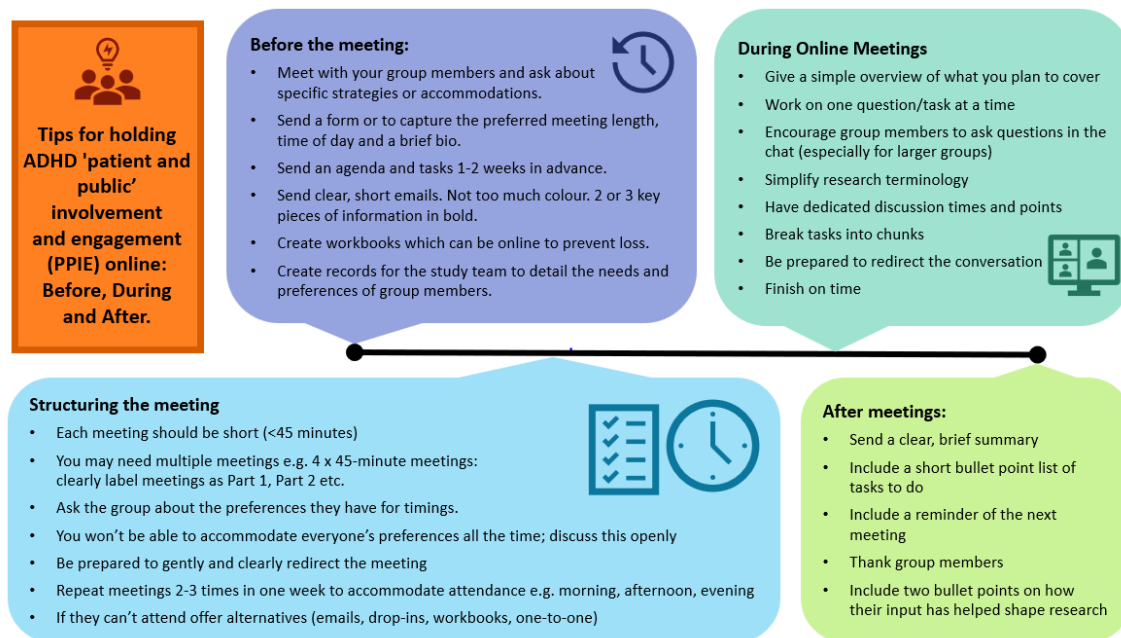 Tips for holding
ADHD 'patient and
public’
involvement
and engagement
(PPIE) online:
Before, During
and After.
Before the meeting:
• Meet with your group members and ask about
specific strategies or accommodations.
• Send a form or to capture the preferred meeting length,
time of day and a brief bio.
• Send an agenda and tasks 1-2 weeks in advance.
• Send clear, short emails. Not too much colour. 2 or 3 key
pieces of information in bold.
• Create workbooks which can be online to prevent loss.
• Create records for the study team to detail the needs and
preferences of group members.
During Online Meetings
• Give a simple overview of what you plan to cover
• Work on one question/task at a time
• Encourage group members to ask questions in the
chat (especially for larger groups)
• Simplify research terminology
• Have dedicated discussion times and points
• Break tasks into chunks
• Be prepared to redirect the conversation
• Finish on time
Structuring the meeting
• Each meeting should be short (<45 minutes)
• You may need multiple meetings e.g. 4 x 45-minute meetings:
clearly label meetings as Part 1, Part 2 etc.
• Ask the group about the preferences they have for timings.
• You won’t be able to accommodate everyone’s preferences all the time; discuss this openly
• Be prepared to gently and clearly redirect the meeting
• Repeat meetings 2-3 times in one week to accommodate attendance e.g. morning, afternoon, evening
• If they can’t attend offer alternatives (emails, drop-ins, workbooks, one-to-one)
After meetings:
• Send a clear, brief summary
• Include a short bullet point list of
tasks to do
• Include a reminder of the next
meeting
• Thank group members
• Include two bullet points on how
their input has helped shape research